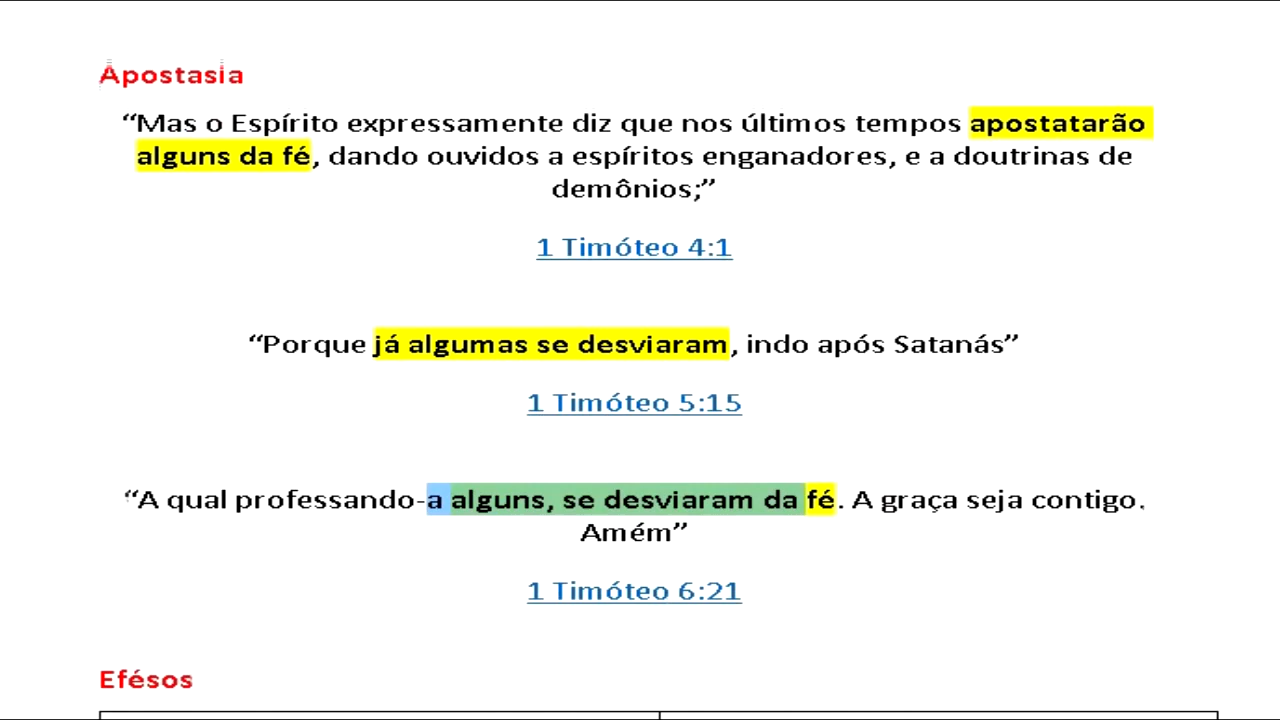 Apostasia
“Mas o Espírito expressamente diz que nos últimos tempos apostatarão
alguns da fé, dando ouvidos a espíritos enganadores, e a doutrinas de
demônios;”
1 Timóteo 4:1
“Porque já algumas se desviaram, indo após Satanás”
1 Timóteo 5:15
“A qual professando-a alguns, se desviaram da fé. A graça seja contigo.
Amém”
1 Timóteo 6:21
Efésos